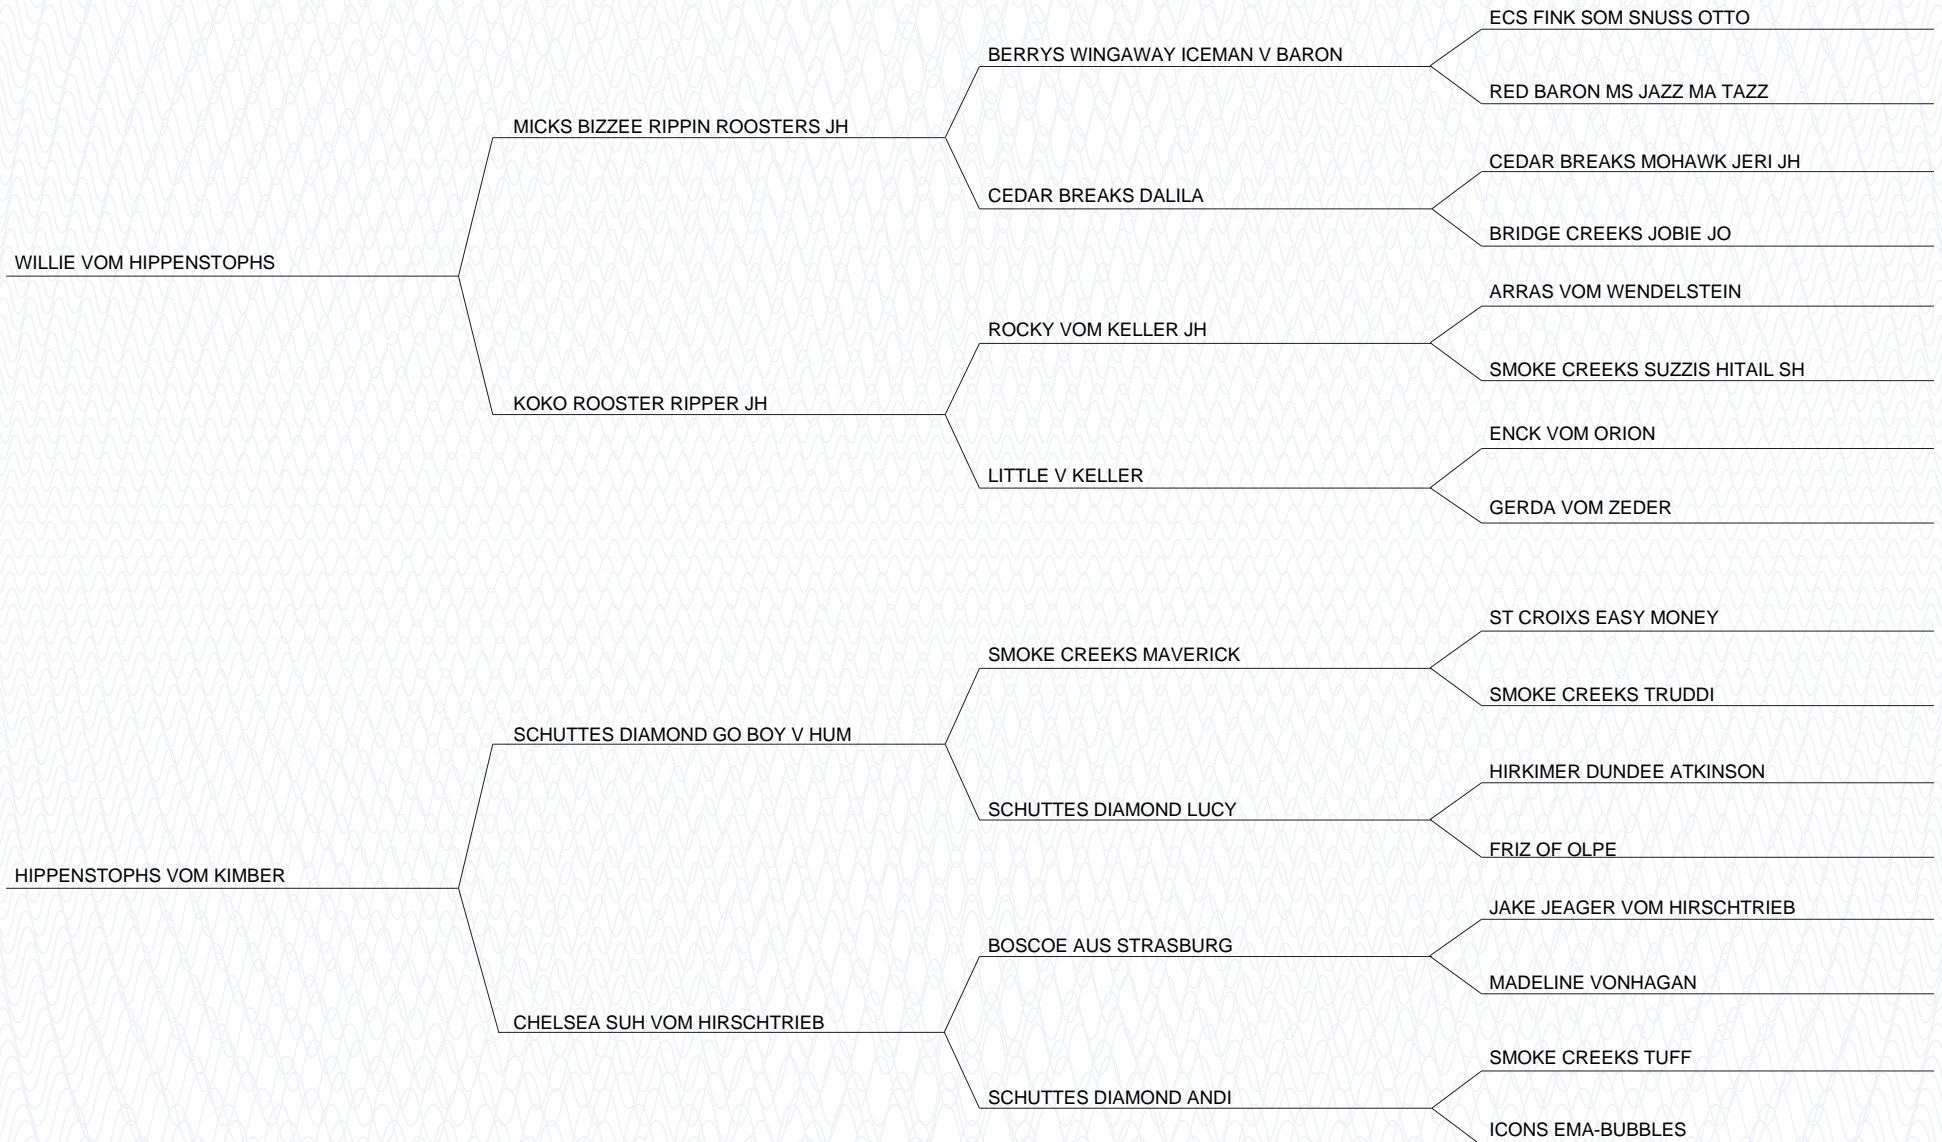 ECS FINK SOM SNUSS OTTO
BERRYS WINGAWAY ICEMAN V BARON
RED BARON MS JAZZ MA TAZZ
MICKS BIZZEE RIPPIN ROOSTERS JH
CEDAR BREAKS MOHAWK JERI JH
CEDAR BREAKS DALILA
BRIDGE CREEKS JOBIE JO
WILLIE VOM HIPPENSTOPHS
ARRAS VOM WENDELSTEIN
ROCKY VOM KELLER JH
SMOKE CREEKS SUZZIS HITAIL SH
KOKO ROOSTER RIPPER JH
ENCK VOM ORION
LITTLE V KELLER
GERDA VOM ZEDER
ST CROIXS EASY MONEY
SMOKE CREEKS MAVERICK
SMOKE CREEKS TRUDDI
SCHUTTES DIAMOND GO BOY V HUM
HIRKIMER DUNDEE ATKINSON
SCHUTTES DIAMOND LUCY
FRIZ OF OLPE
HIPPENSTOPHS VOM KIMBER
JAKE JEAGER VOM HIRSCHTRIEB
BOSCOE AUS STRASBURG
MADELINE VONHAGAN
CHELSEA SUH VOM HIRSCHTRIEB
SMOKE CREEKS TUFF
SCHUTTES DIAMOND ANDI
ICONS EMA-BUBBLES